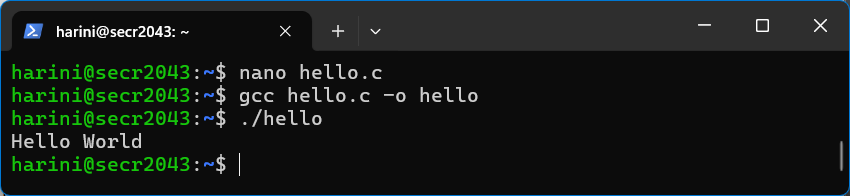 harini@secr2043: ~
harini@secr2043:~$ nano hello.c
harini@secr2043:~$ gcc hello.c -o hello
harini@secr2043:~$ ./hello
Hello World
harini@secr2043:~$